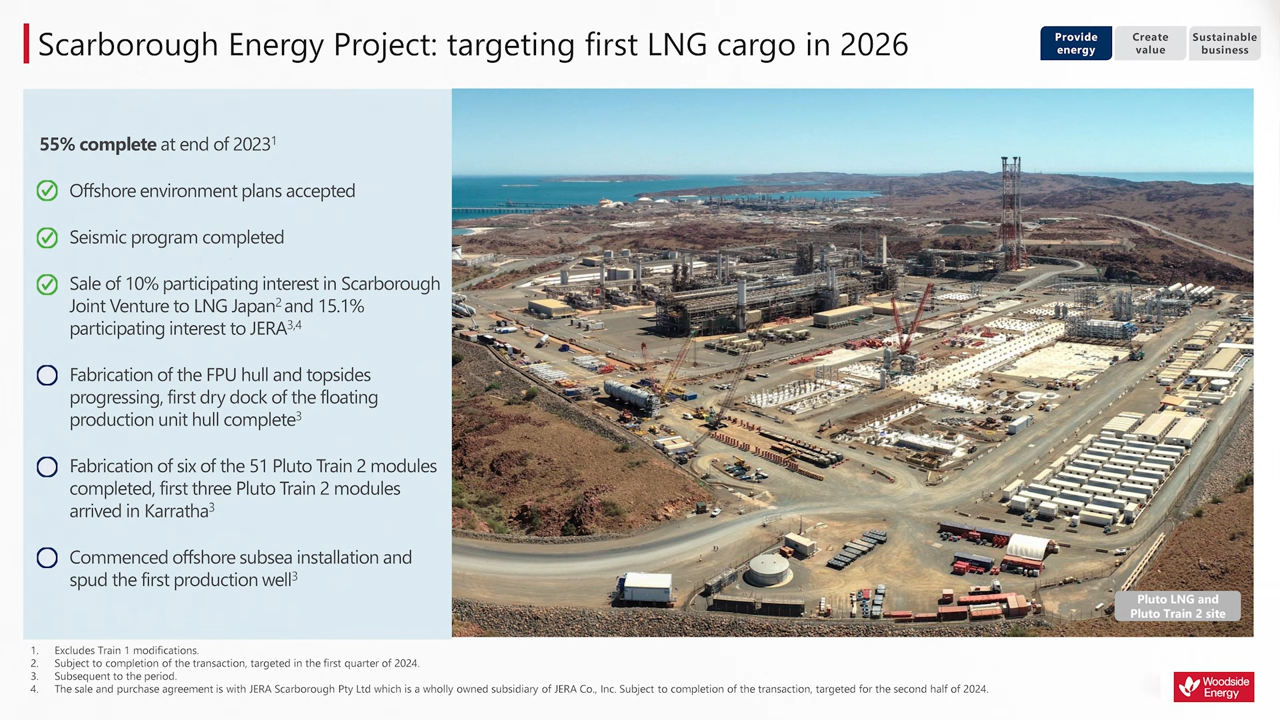 Scarborough Energy Project: targeting first LNG cargo in 2026
Provide
energy
Create
value
Sustainable
business
55% complete at end of 2023¹
Offshore environment plans accepted
Seismic program completed
Sale of 10% participating interest in Scarborough
Joint Venture to LNG Japan² and 15.1%
participating interest to JERA³,⁴
Fabrication of the FPU hull and topsides
progressing, first dry dock of the floating
production unit hull complete³
Fabrication of six of the 51 Pluto Train 2 modules
completed, first three Pluto Train 2 modules
arrived in Karratha³
Commenced offshore subsea installation and
spud the first production well³
Pluto LNG and
Pluto Train 2 site
1. Excludes Train 1 modifications.
2. Subject to completion of the transaction, targeted in the first quarter of 2024.
3. Subsequent to the period.
4. The sale and purchase agreement is with JERA Scarborough Pty Ltd which is a wholly owned subsidiary of JERA Co., Inc. Subject to completion of the transaction, targeted for the second half of 2024.
Woodside
Energy